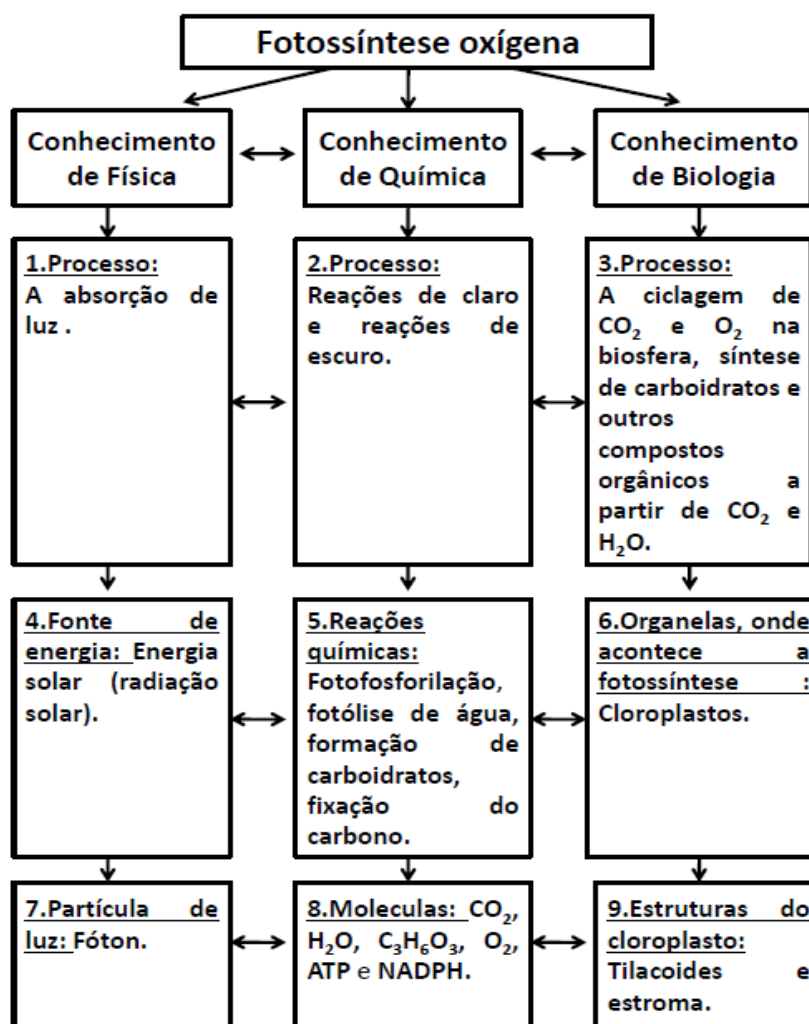 Fotossíntese oxígena
Conhecimento
de Física
Conhecimento
de Química
Conhecimento
de Biologia
1.Processo:
A absorção de
luz .
2.Processo:
Reações de claro
e reações de
escuro.
3.Processo:
A ciclagem de
CO₂ e O₂ na
biosfera, síntese
de carboidratos e
outros
compostos
orgânicos a
partir de CO₂ e
H₂O.
4.Fonte de
energia: Energia
solar (radiação
solar).
5.Reações
químicas:
Fotofosforilação,
fotólise de água,
formação de
carboidratos,
fixação do
carbono.
6.Organelas, onde
acontece a
fotossíntese :
Cloroplastos.
7.Partícula de
luz: Fóton.
8.Moleculas: CO₂,
H₂O, C₃H₆O₃, O₂,
ATP e NADPH.
9.Estruturas do
cloroplasto:
Tilacoides e
estroma.